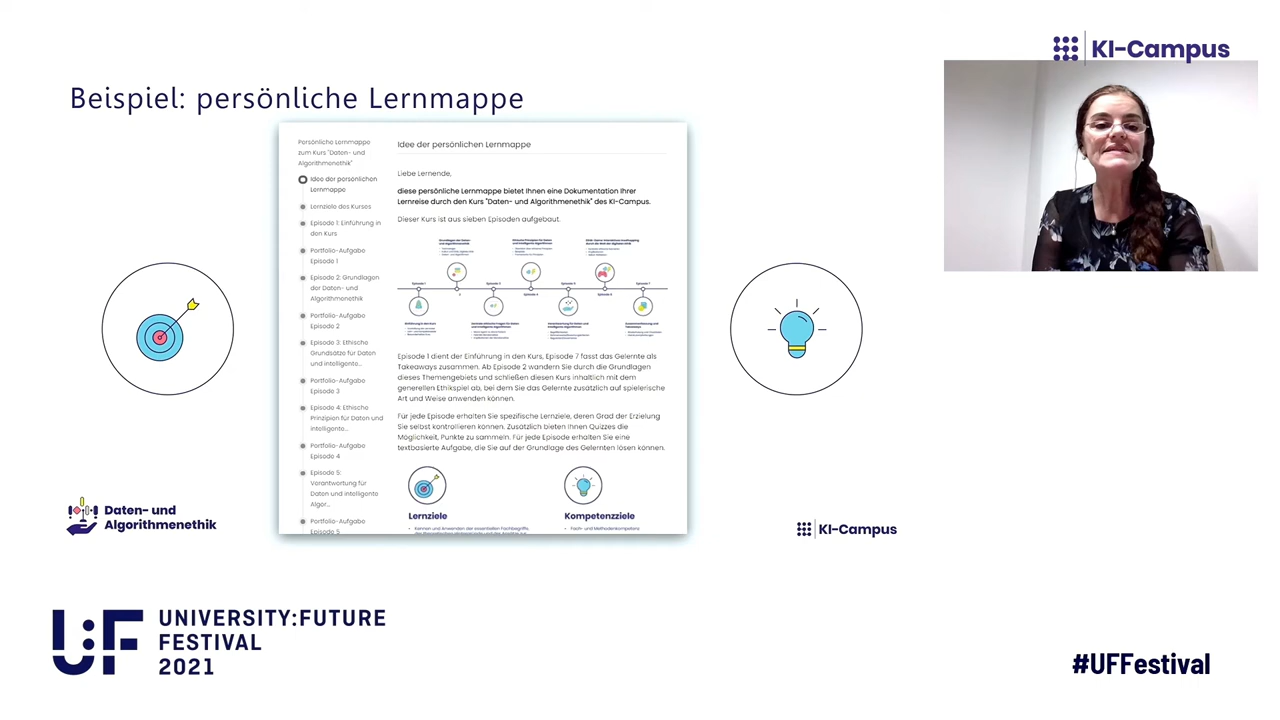 KI-Campus
Beispiel: persönliche Lernmappe
Persönliche Lernmappe
zum Kurs "Daten- und
Algorithmenethik"
Idee der persönlichen
Lernmappe
Lernziele des Kurses
Episode 1: Einführung in
den Kurs
Portfolio-Aufgabe
Episode 1
Episode 2: Grundlagen
der Daten- und
Algorithmenethik
Portfolio-Aufgabe
Episode 2
Episode 3: Ethische
Grundsätze für Daten
und intelligente...
Portfolio-Aufgabe
Episode 3
Episode 4: Ethische
Prinzipien für Daten und
intelligente...
Portfolio-Aufgabe
Episode 4
Episode 5:
Verantwortung für
Daten und intelligente
Algor...
Portfolio-Aufgabe
Episode 5
Idee der persönlichen Lernmappe
Liebe Lernende,
diese persönliche Lernmappe bietet Ihnen eine Dokumentation Ihrer
Lernreise durch den Kurs "Daten- und Algorithmenethik" des KI-Campus.
Dieser Kurs ist aus sieben Episoden aufgebaut.
Episode 1 dient der Einführung in den Kurs, Episode 7 fasst das Gelernte als
Takeaways zusammen. Ab Episode 2 wandern Sie durch die Grundlagen
dieses Themengebiets und schließen diesen Kurs inhaltlich mit dem
generellen Ethikspiel ab, bei dem Sie das Gelernte zusätzlich auf spielerische
Art und Weise anwenden können.
Für jede Episode erhalten Sie spezifische Lernziele, deren Grad der Erzielung
Sie selbst kontrollieren können. Zusätzlich bieten Ihnen Quizzes die
Möglichkeit, Punkte zu sammeln. Für jede Episode erhalten Sie eine
textbasierte Aufgabe, die Sie auf der Grundlage des Gelernten lösen können.
Lernziele
Kompetenzziele
• Kennen und Anwenden der essentiellen Fachbegriffe,
• Fach- und Methodenkompetenz
Daten- und
Algorithmenethik
KI-Campus
U:F
UNIVERSITY:FUTURE
FESTIVAL
2021
#UFFestival